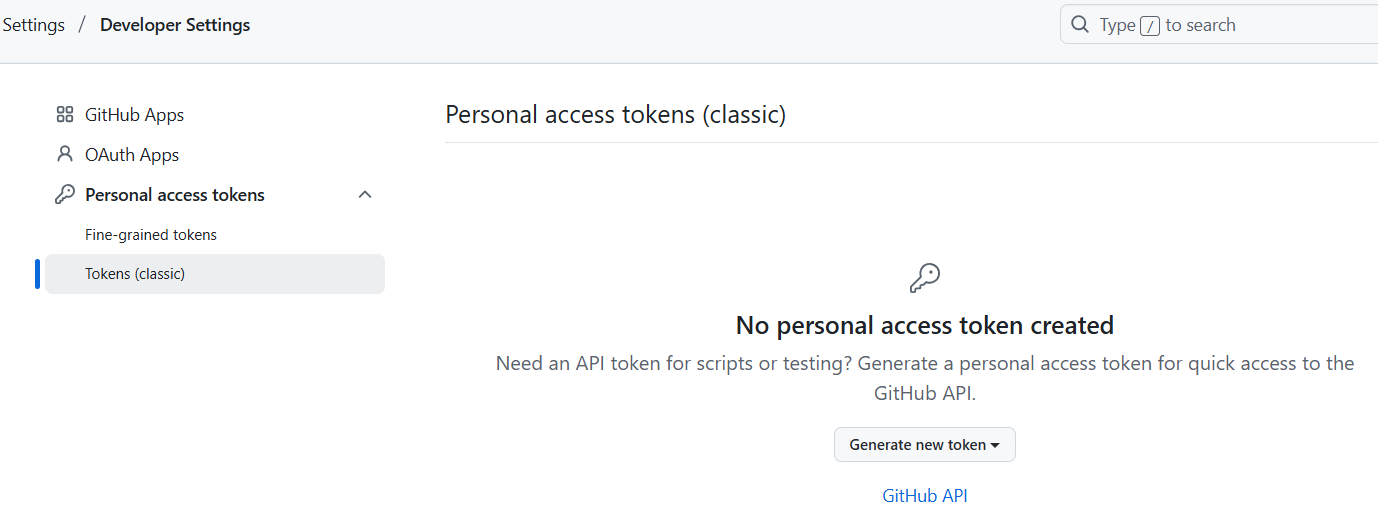 Settings / Developer Settings
Type / to search
GitHub Apps
OAuth Apps
Personal access tokens
Fine-grained tokens
Tokens (classic)
Personal access tokens (classic)
No personal access token created
Need an API token for scripts or testing? Generate a personal access token for quick access to the
GitHub API.
Generate new token
GitHub API